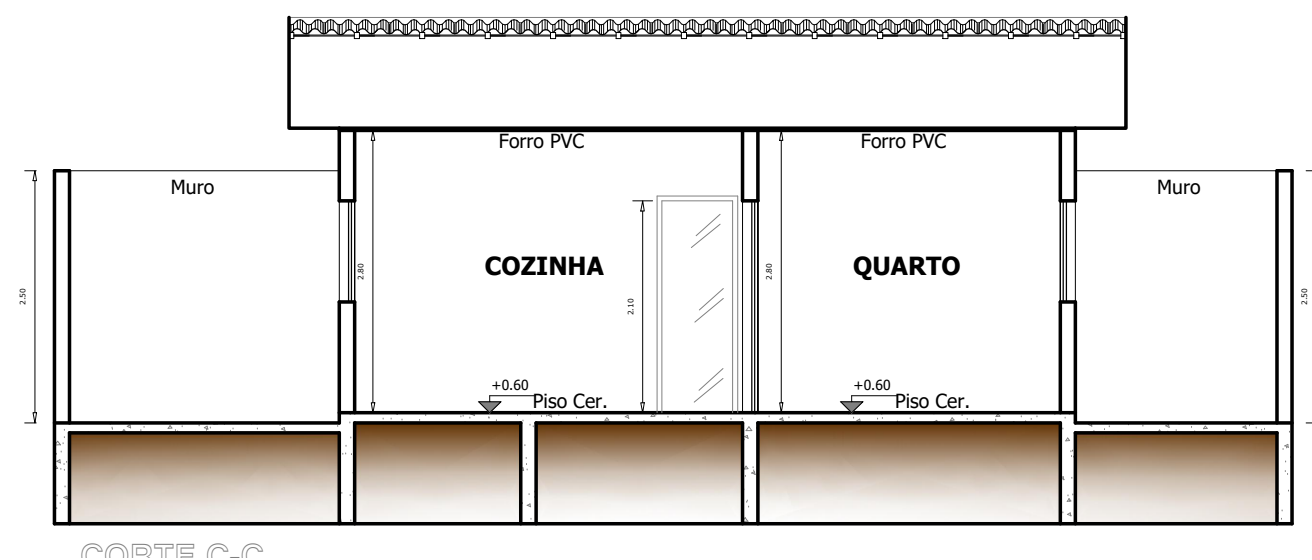 Forro PVC
Forro PVC
Muro
Muro
COZINHA
QUARTO
2.50
2.80
2.10
2.80
2.50
+0.60
Piso Cer.
+0.60
Piso Cer.
CORTE C-C